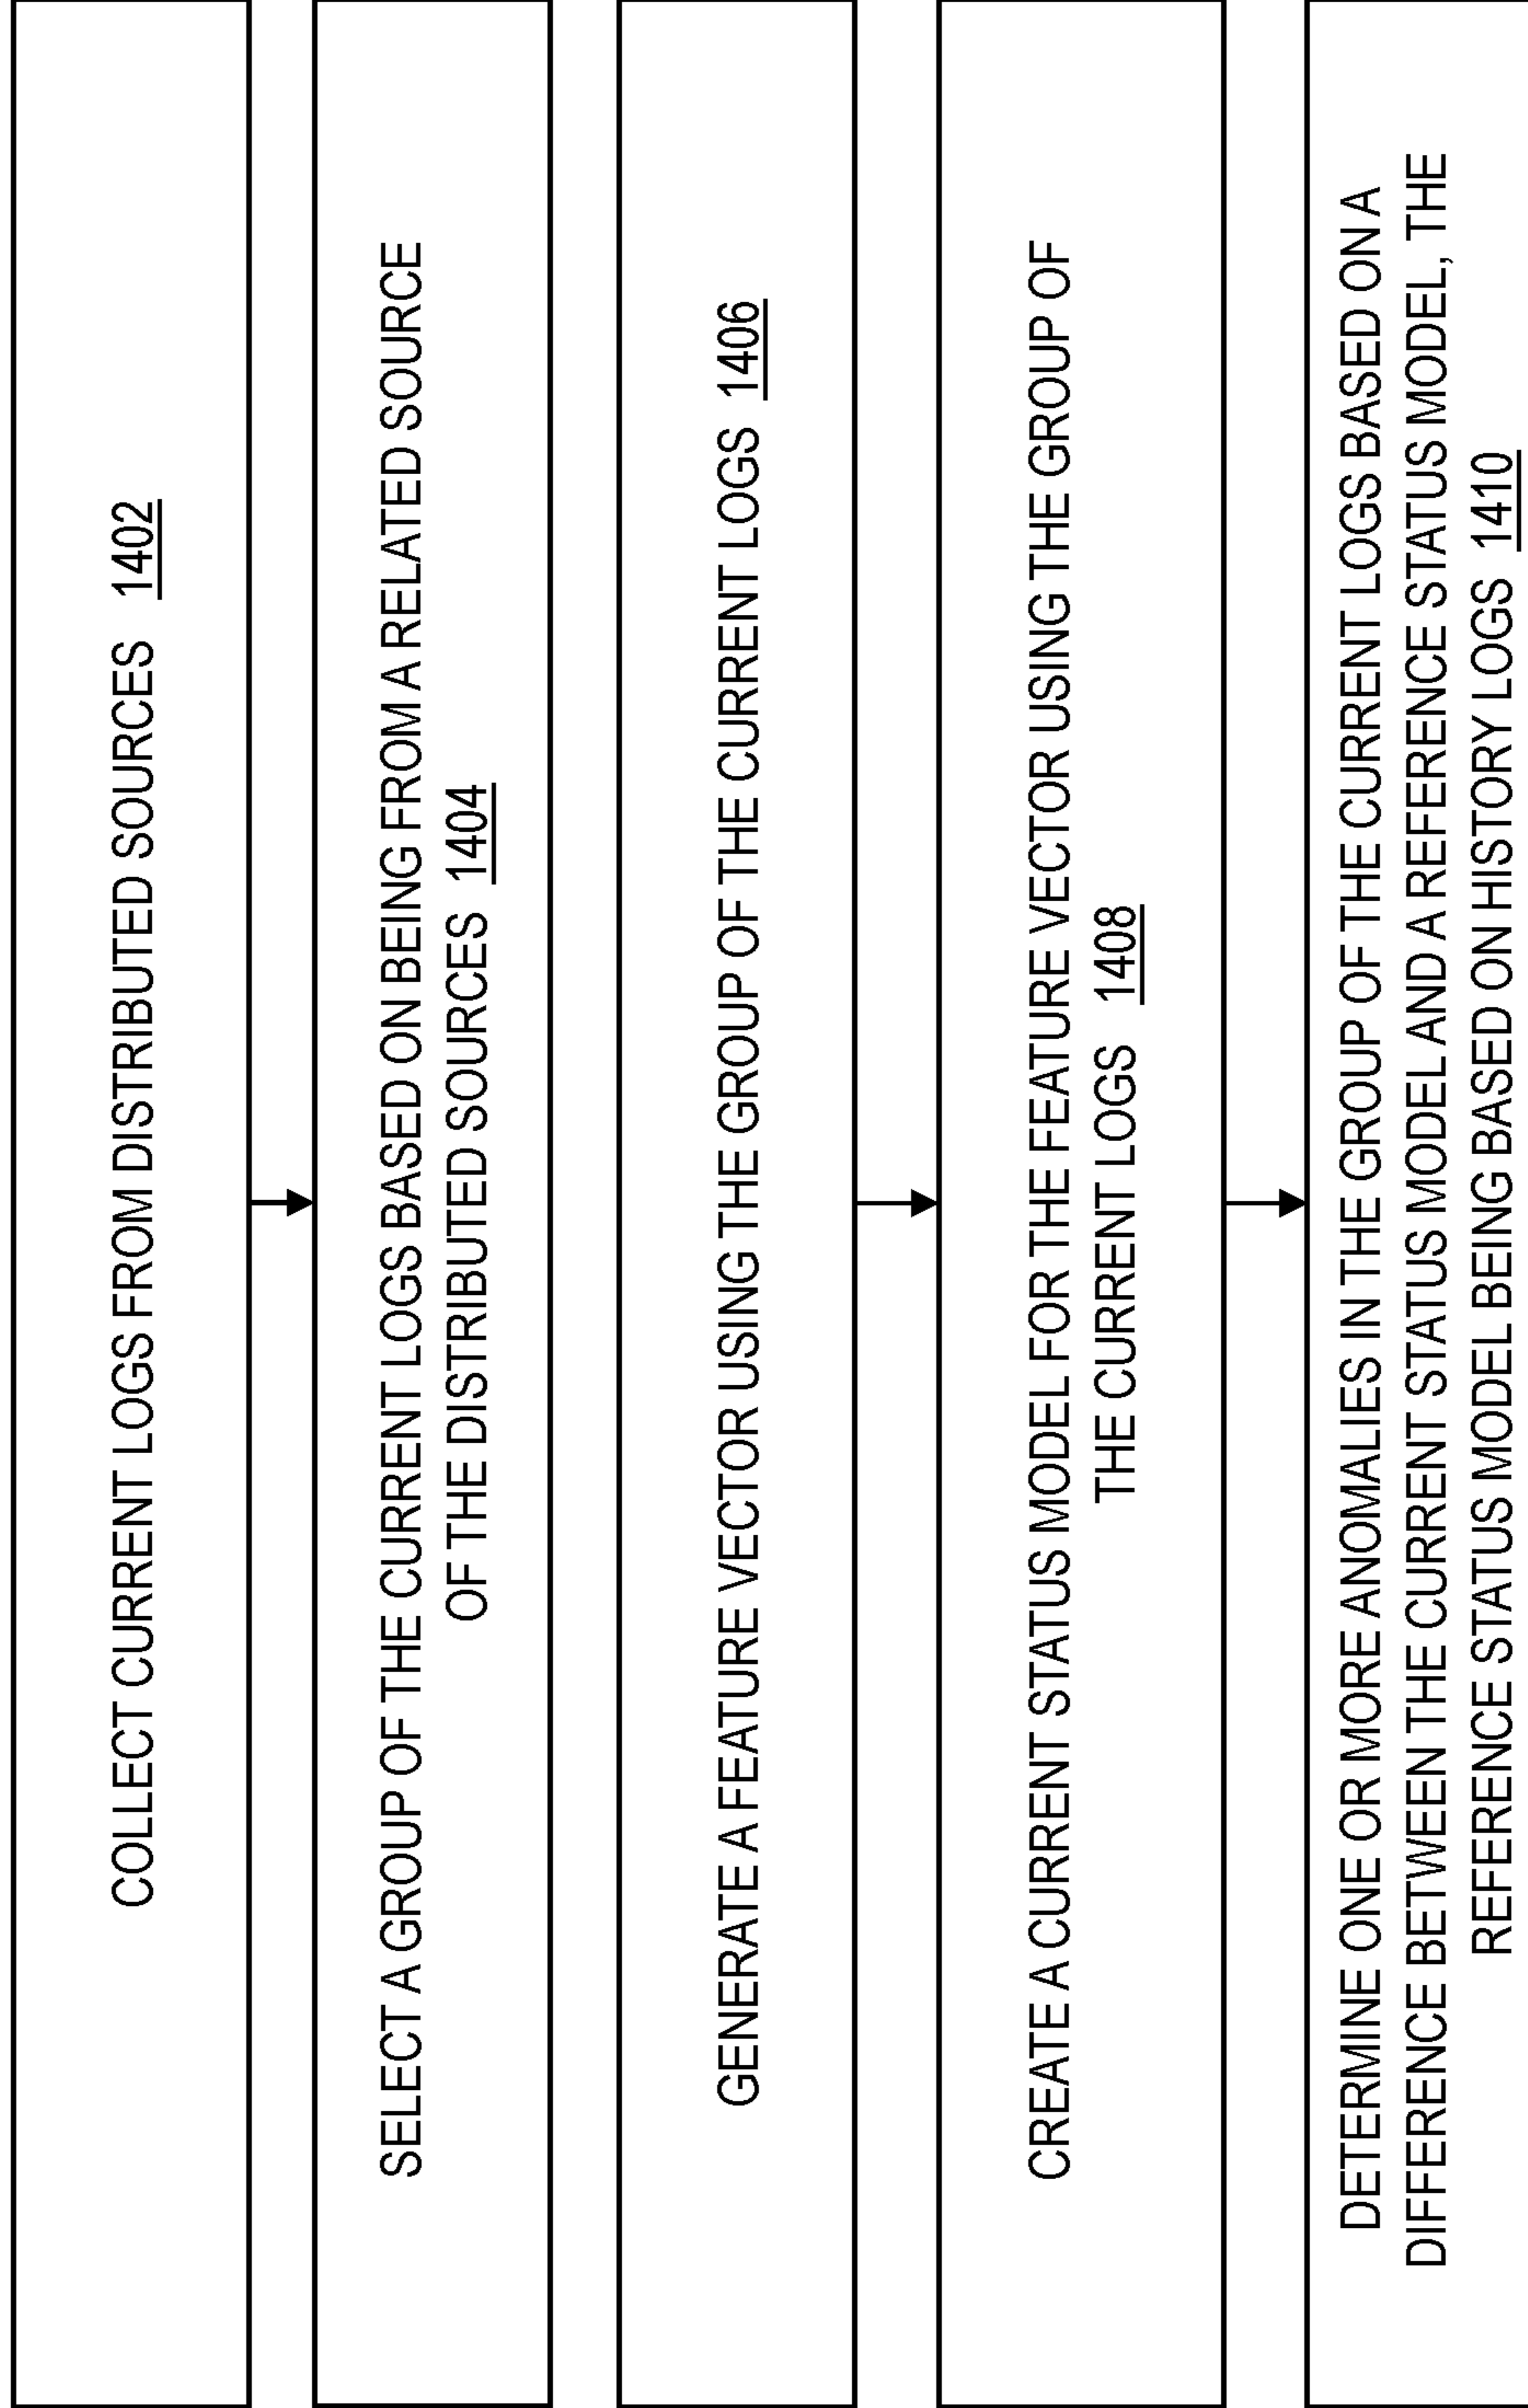 COLLECT CURRENT LOGS FROM DISTRIBUTED SOURCES 1402
SELECT A GROUP OF THE CURRENT LOGS BASED ON BEING FROM A RELATED SOURCE
OF THE DISTRIBUTED SOURCES 1404
GENERATE A FEATURE VECTOR USING THE GROUP OF THE CURRENT LOGS 1406
CREATE A CURRENT STATUS MODEL FOR THE FEATURE VECTOR USING THE GROUP OF
THE CURRENT LOGS 1408
DETERMINE ONE OR MORE ANOMALIES IN THE GROUP OF THE CURRENT LOGS BASED ON A
DIFFERENCE BETWEEN THE CURRENT STATUS MODEL AND A REFERENCE STATUS MODEL, THE
REFERENCE STATUS MODEL BEING BASED ON HISTORY LOGS 1410